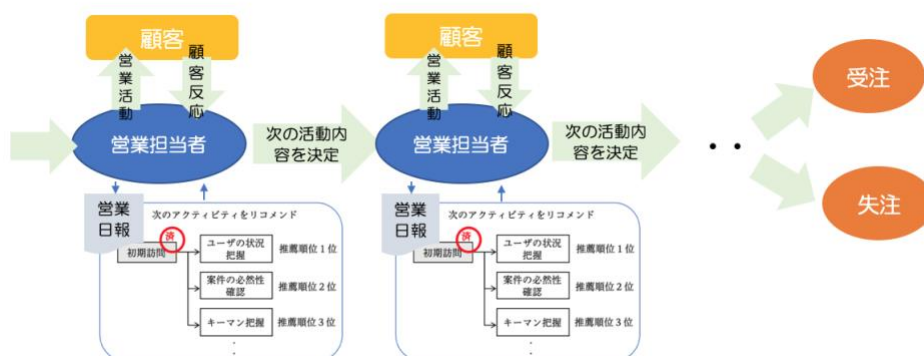 顧客
営業活動
顧客反応
営業担当者
次の活動内
容を決定
営業
日報
次のアクティビティをリコメンド
済
初期訪問
ユーザの状況
把握
推薦順位1位
案件の必然性
確認
推薦順位2位
キーマン把握
推薦順位3位
顧客
営業活動
顧客反応
営業担当者
次の活動内
容を決定
営業
日報
次のアクティビティをリコメンド
済
初期訪問
ユーザの状況
把握
推薦順位1位
案件の必然性
確認
推薦順位2位
キーマン把握
推薦順位3位
・・
受注
失注